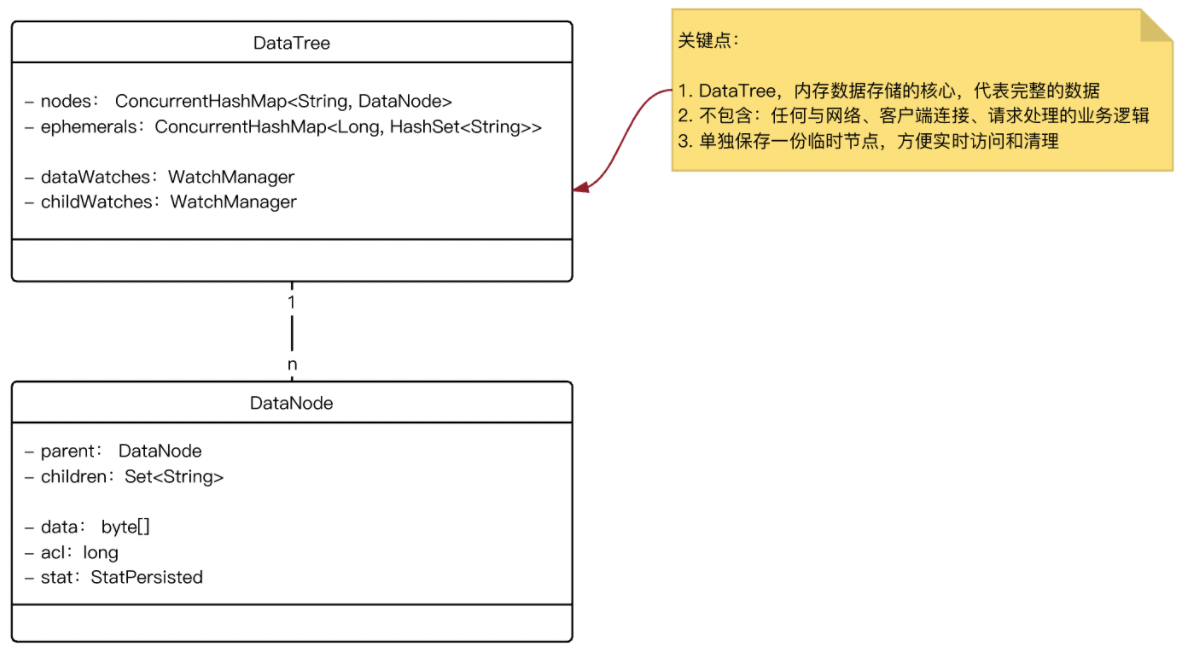 DataTree
- nodes： ConcurrentHashMap<String, DataNode>
- ephemerals：ConcurrentHashMap<Long, HashSet<String>>
- dataWatches：WatchManager
- childWatches：WatchManager
关键点：
1. DataTree，内存数据存储的核心，代表完整的数据
2. 不包含：任何与网络、客户端连接、请求处理的业务逻辑
3. 单独保存一份临时节点，方便实时访问和清理
1
n
DataNode
- parent： DataNode
- children：Set<String>
- data： byte[]
- acl：long
- stat：StatPersisted